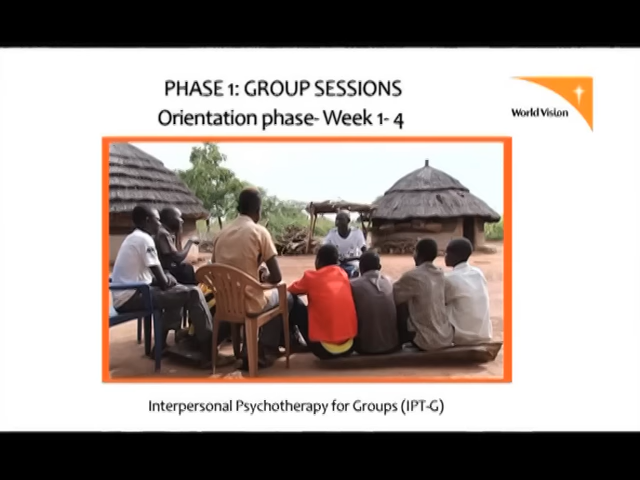 PHASE 1: GROUP SESSIONS
Orientation phase- Week 1- 4
World Vision
Interpersonal Psychotherapy for Groups (IPT-G)